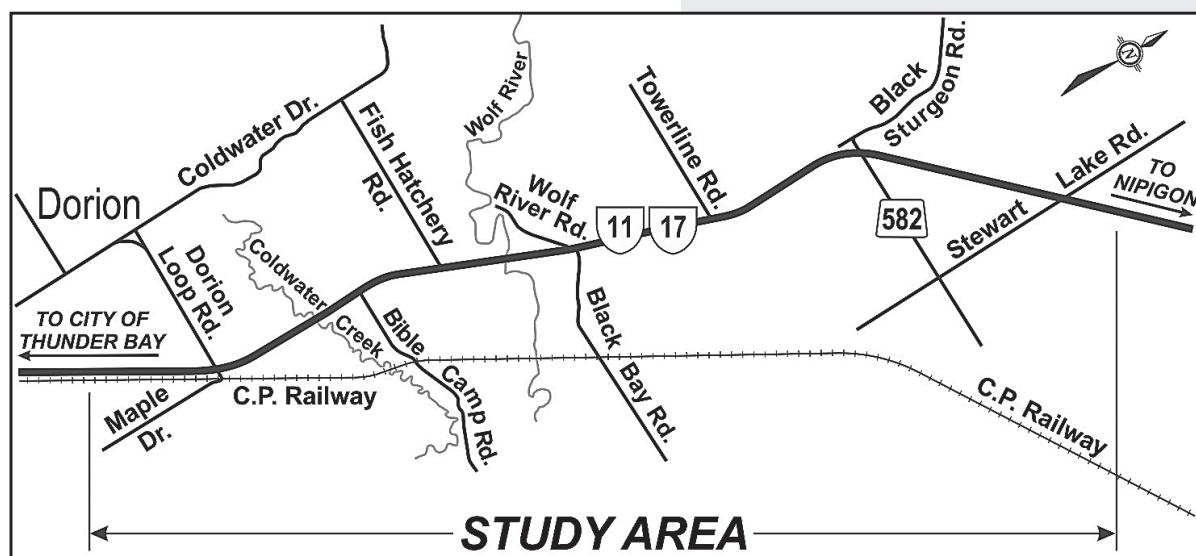 Coldwater Dr.
Dorion
Dorion
Loop Rd.
Fish Hatchery
Rd.
Wolf River
Wolf
River Rd.
Towerline Rd.
Black
Sturgeon Rd.
N
Lake Rd.
Stewart
TO
NIPIGON
11
17
582
Coldwater
Creek
Bible
Camp Rd.
Black
Bay Rd.
TO CITY OF
THUNDER BAY
Maple
Dr.
C.P. Railway
C.P. Railway
STUDY AREA